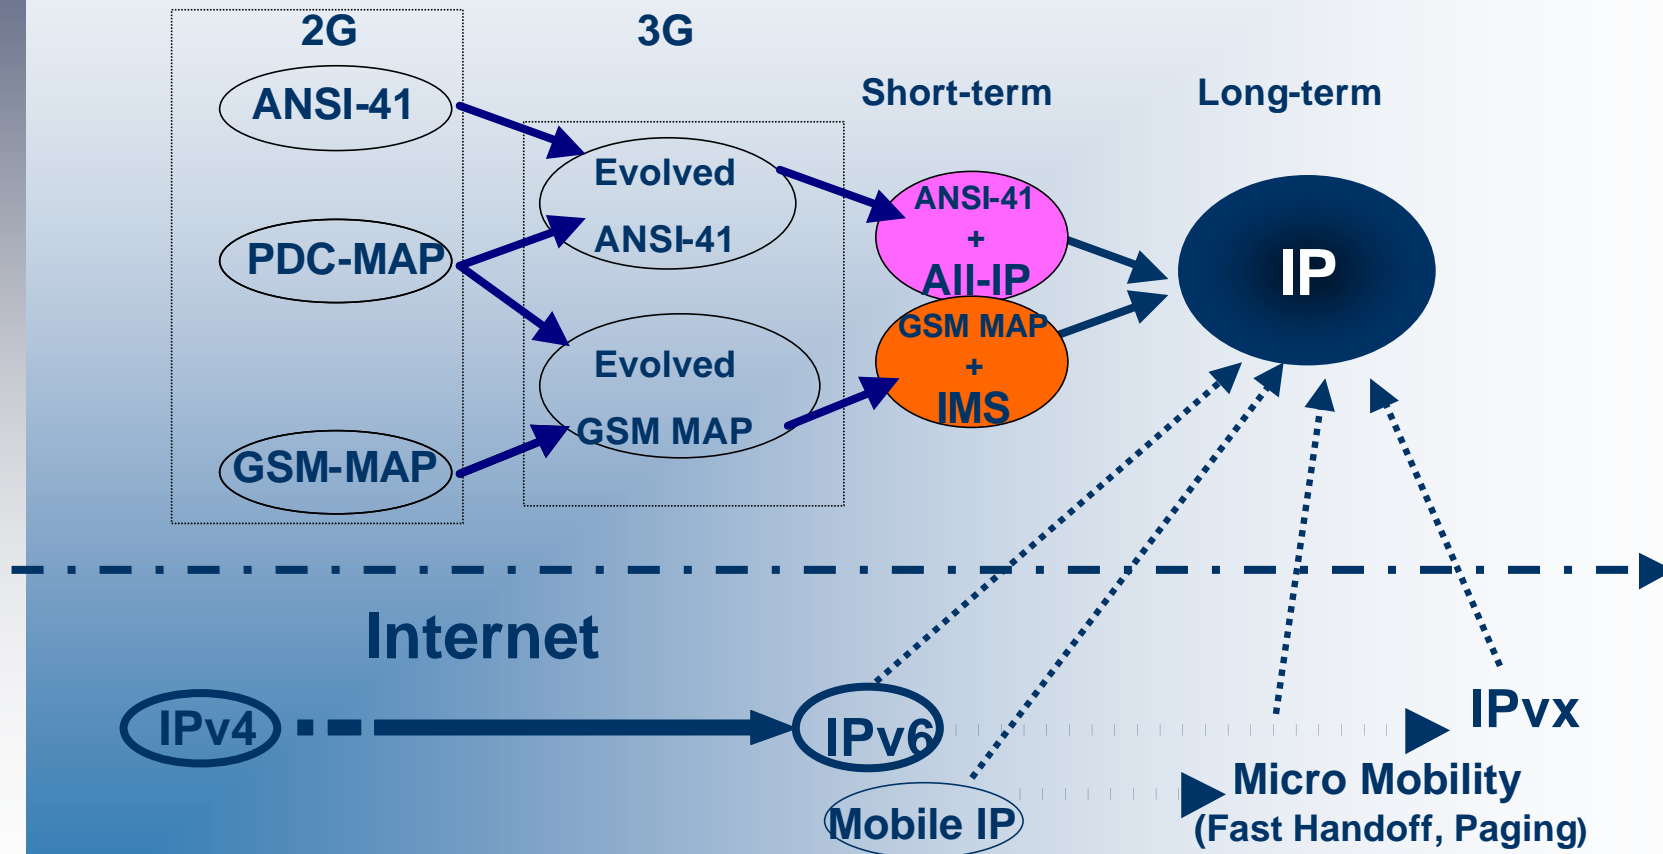 2G
3G
Short-term
Long-term
ANSI-41
Evolved
ANSI-41
PDC-MAP
Evolved
GSM MAP
GSM-MAP
ANSI-41
+
All-IP
GSM MAP
+
IMS
IP
Internet
IPv4
IPv6
IPvx
Mobile IP
Micro Mobility
(Fast Handoff, Paging)